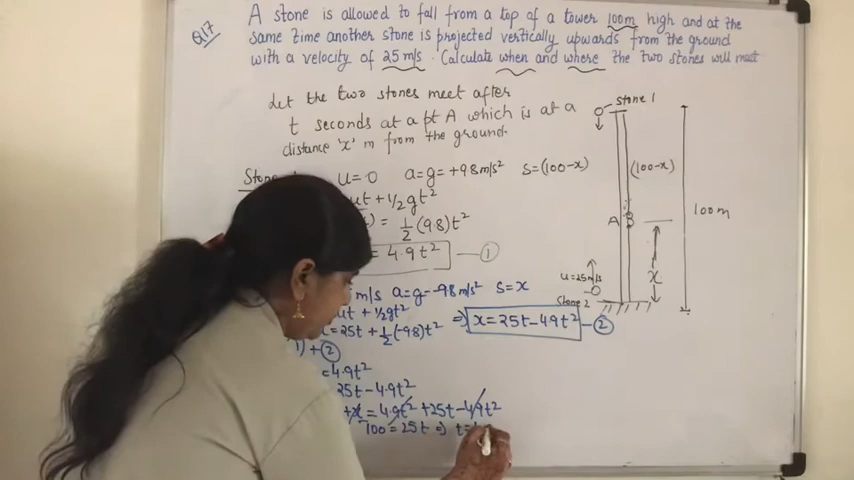 Q17 A stone is allowed to fall from a top of a tower 100m high and at the
same time another stone is projected vertically upwards from the ground
with a velocity of 25 m/s. Calculate when and where the two stones will meet
Let the two stones meet after
t seconds at a pt A which is at a
distance 'x' m from the ground.
u=0 a=g=+9.8m/s² S=(100-x)
ut + 1/2gt²
= 1/2 (9.8)t²
= 4.9t² - ①
m/s a=g=-9.8m/s² S=x
ut + 1/2gt²
= 25t + 1/2(-9.8)t² ⇒ x=25t-4.9t² - ②
) + ②
=4.9t²
25t-4.9t²
+x = 4.9t² +25t-4.9t²
100=25t ⇒ t=
Stone 1
(100-x)
A
100m
x
u=25m/s
Stone 2